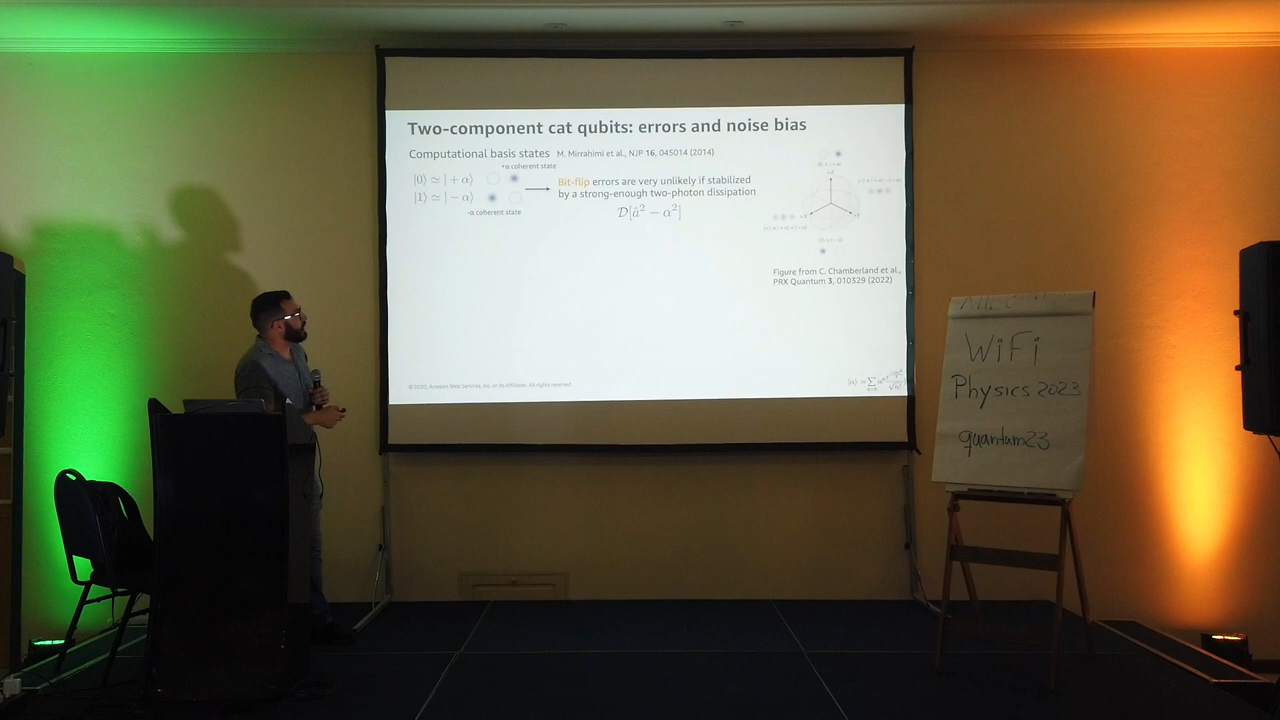 Two-component cat qubits: errors and noise bias
Computational basis states M. Mirrahimi et al., NJP 16, 045014 (2014)
+α coherent state
|0⟩ ≃ | + α⟩
|1⟩ ≃ | − α⟩
-α coherent state
Bit-flip errors are very unlikely if stabilized
by a strong-enough two-photon dissipation
𝒟[â² − α²]
Figure from C. Chamberland et al.,
PRX Quantum 3, 010329 (2022)
© 2020, Amazon Web Services, Inc. or its Affiliates. All rights reserved.
WiFi
Physics 2023
quantum23